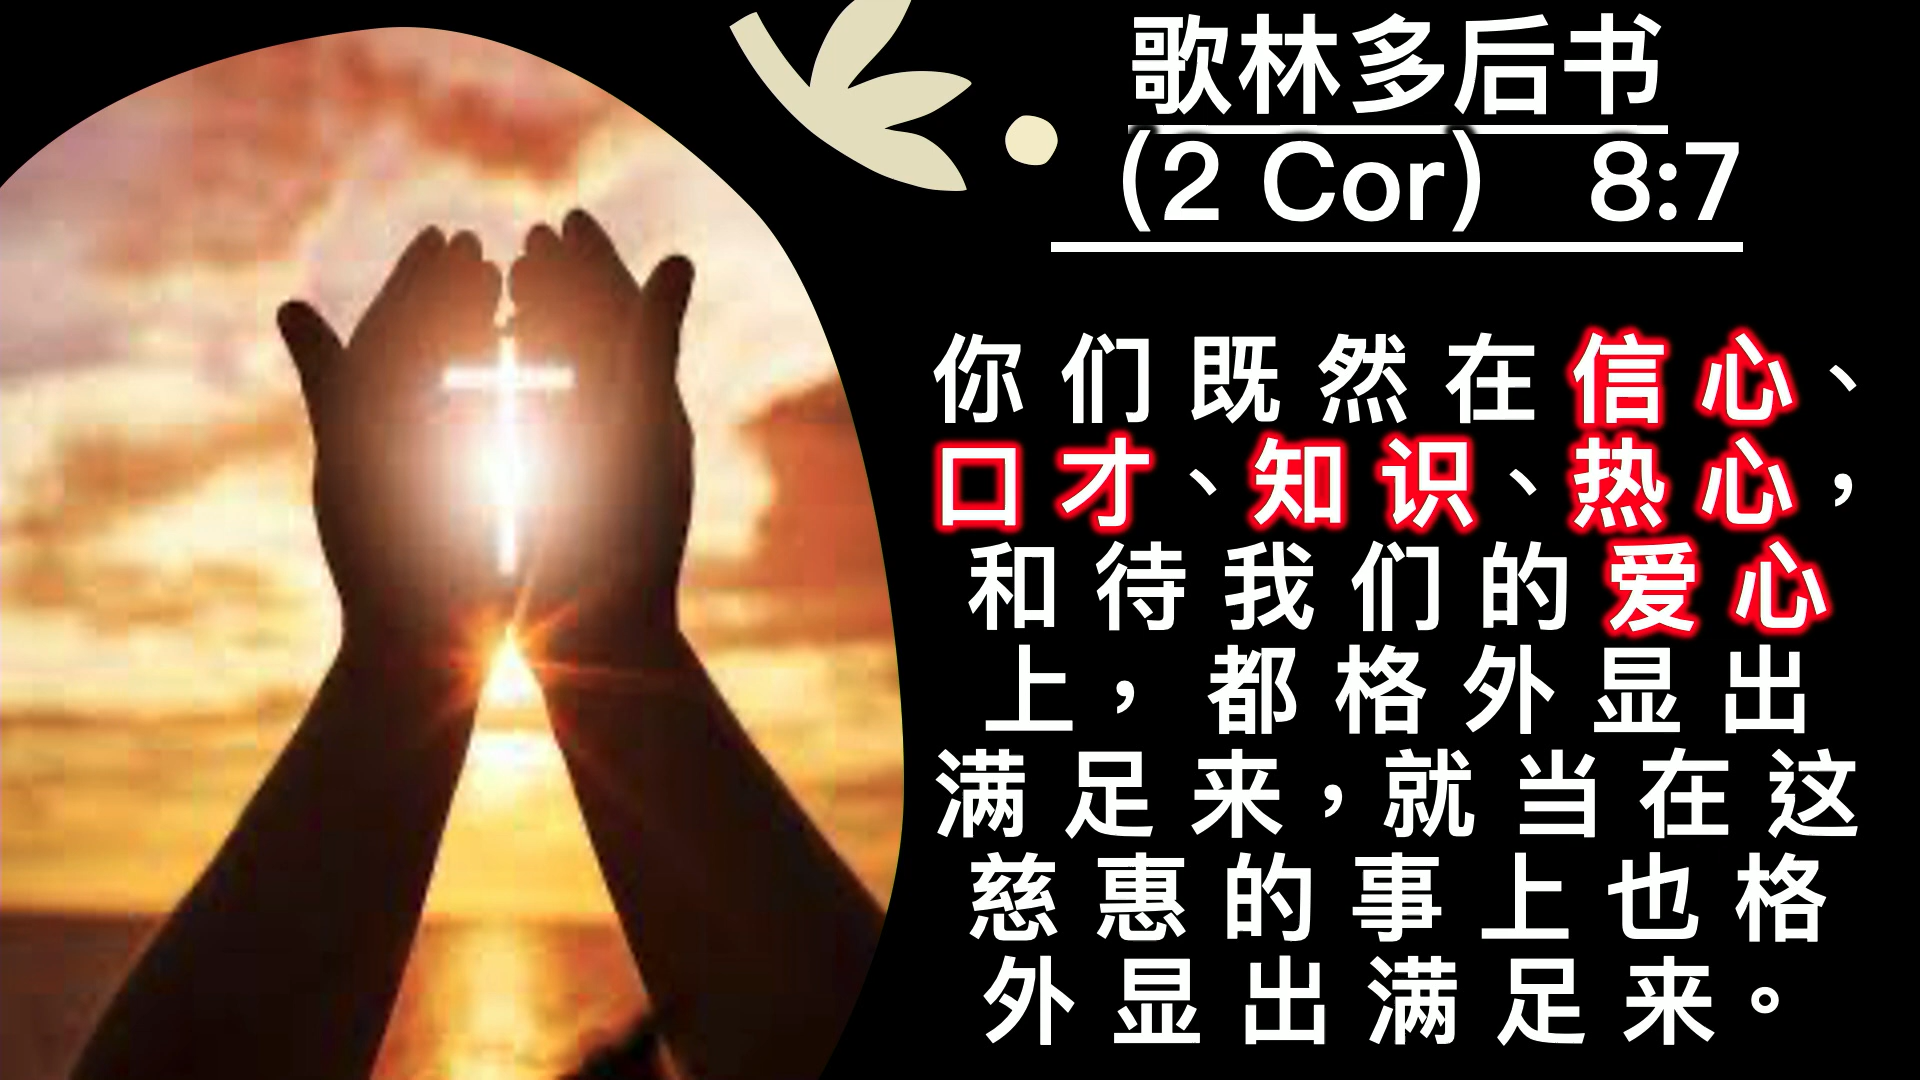 歌林多后书
(2 Cor)  8:7
你们既然在信心、
口才、知识、热心，
和待我们的爱心
上，都格外显出
满足来，就当在这
慈惠的事上也格
外显出满足来。